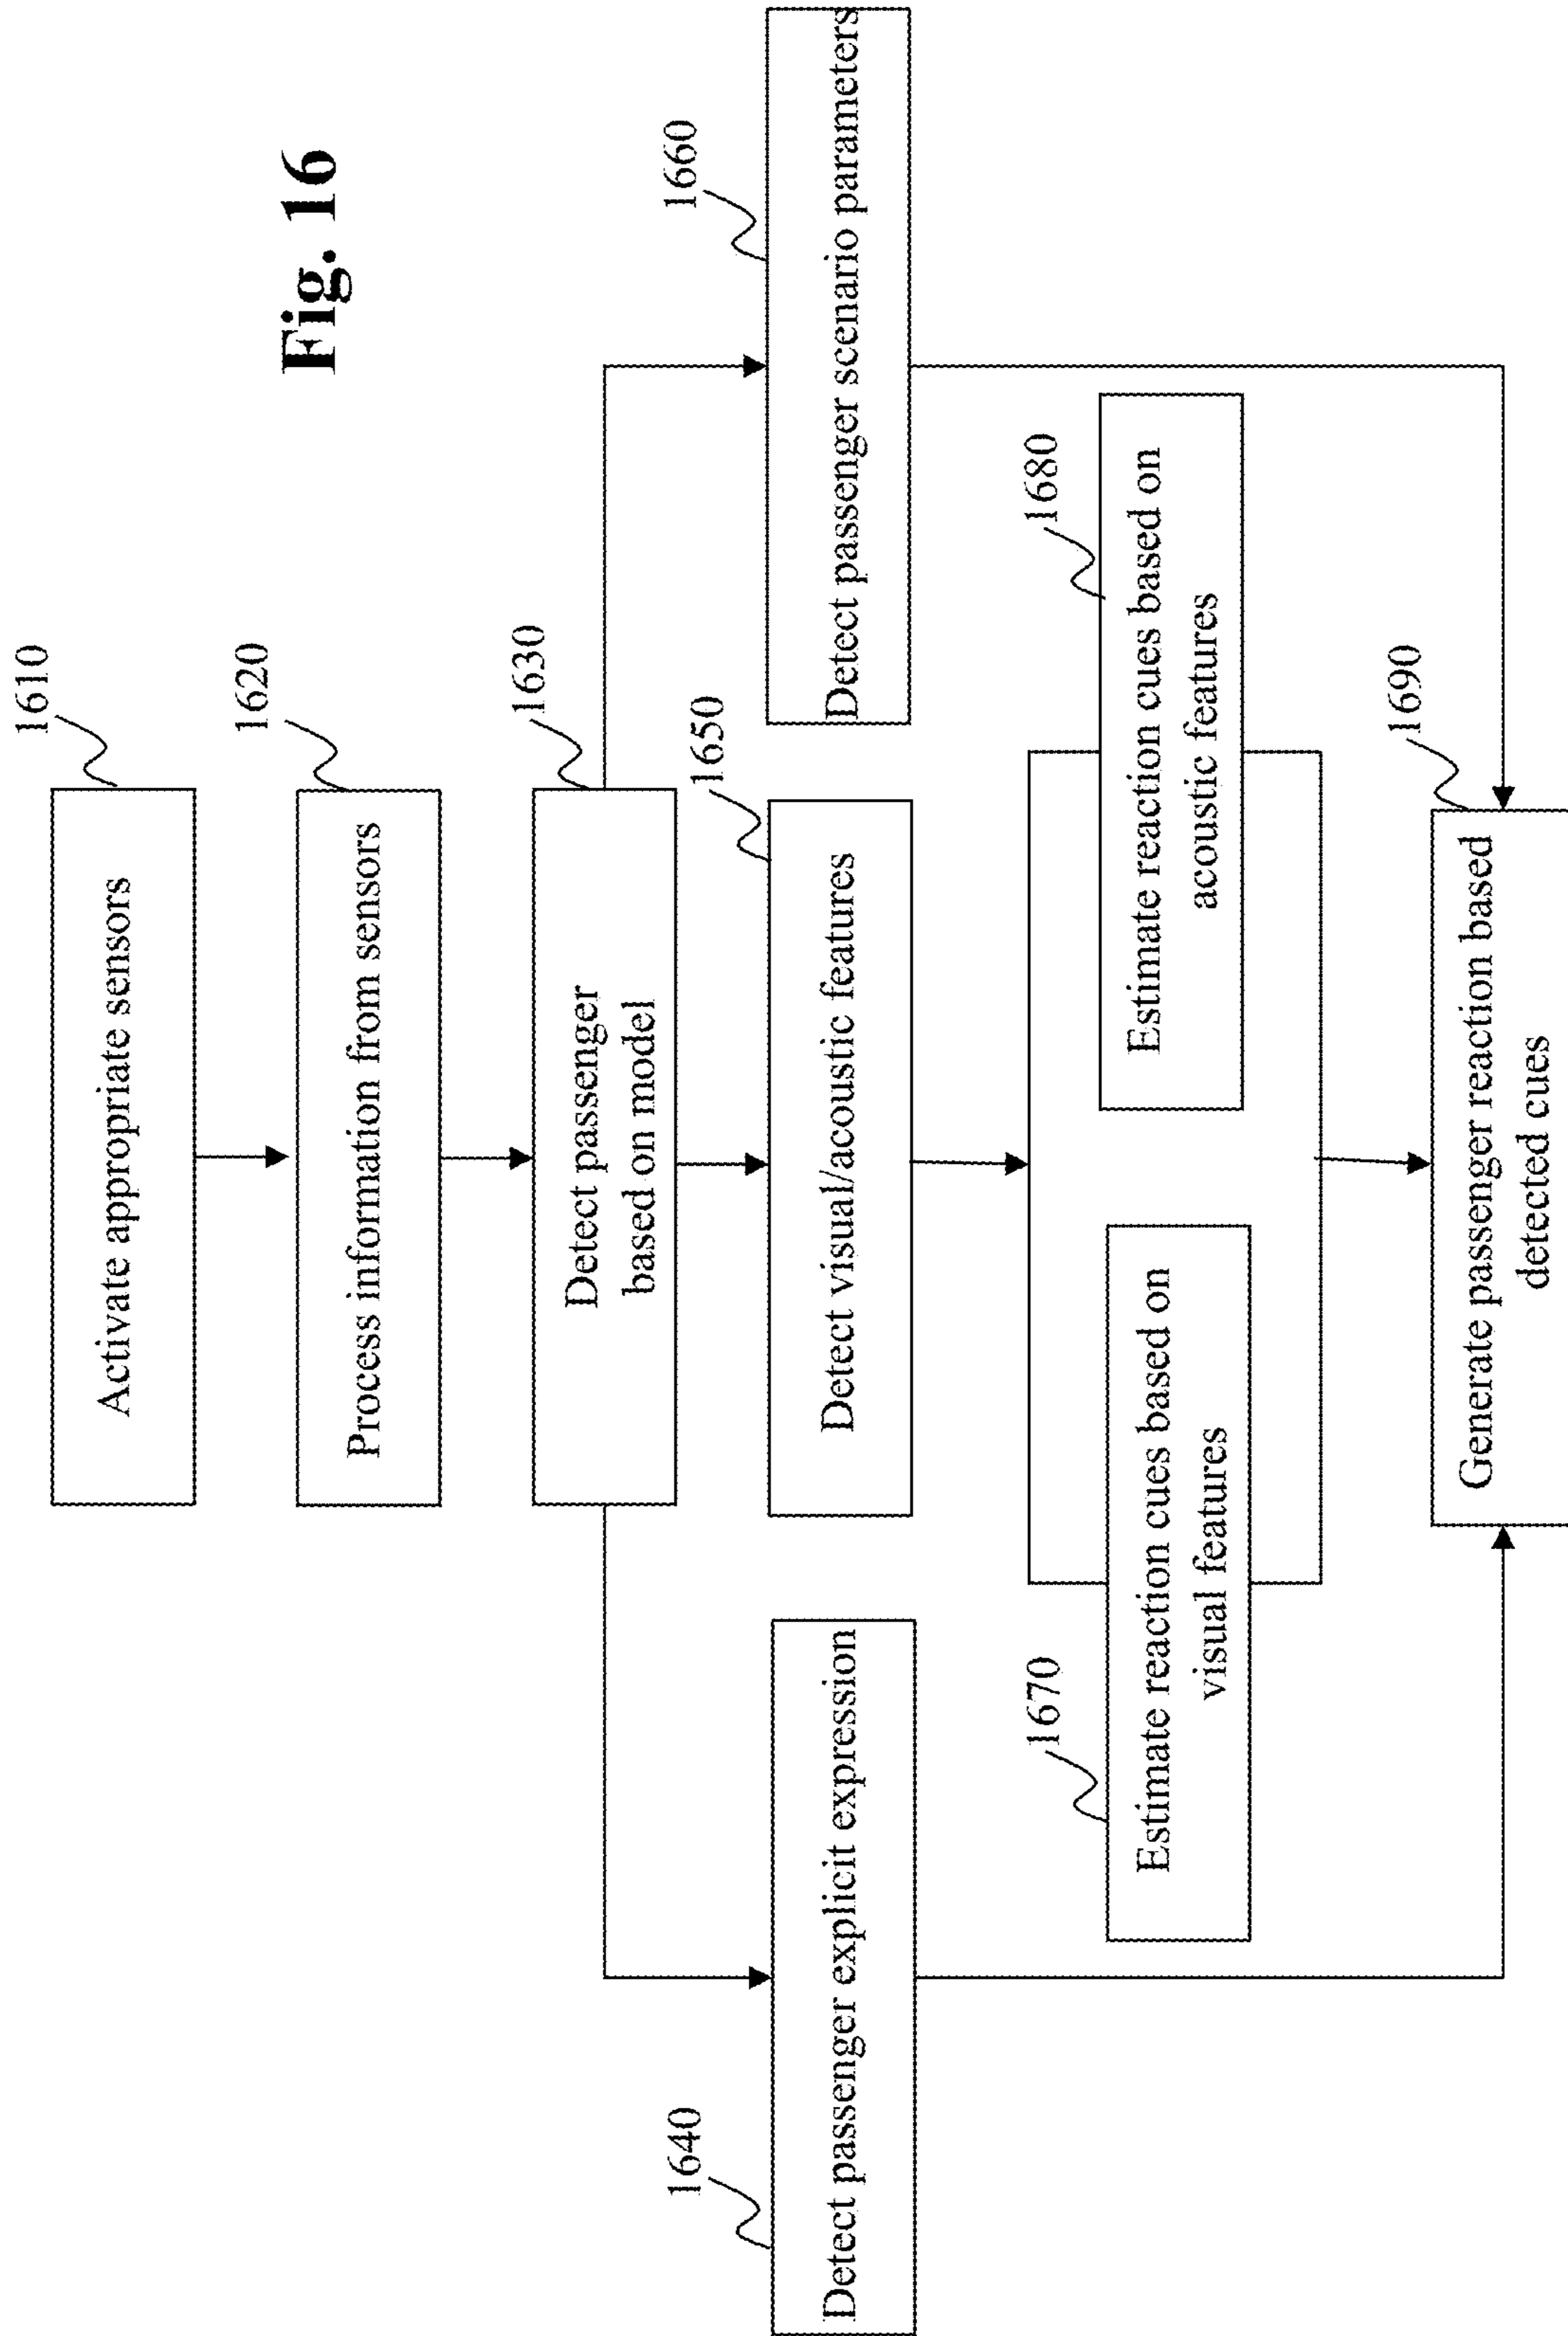 Fig. 16
1610
Activate appropriate sensors
1620
Process information from sensors
1630
Detect passenger
based on model
1640
Detect passenger explicit expression
1650
Detect visual/acoustic features
1660
Detect passenger scenario parameters
1670
Estimate reaction cues based on
visual features
1680
Estimate reaction cues based on
acoustic features
1690
Generate passenger reaction based
detected cues